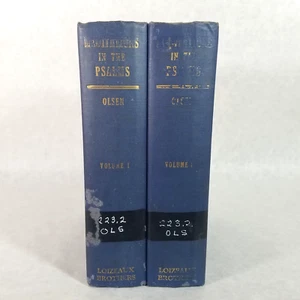 MEDITATIONS
IN THE
PSALMS
OLSEN
VOLUME I
223.2
OLS
LOIZEAUX
BROTHERS
IN
PSALMS
VOLUME
223.2
OLS
LOIZEAUX
BROTHERS